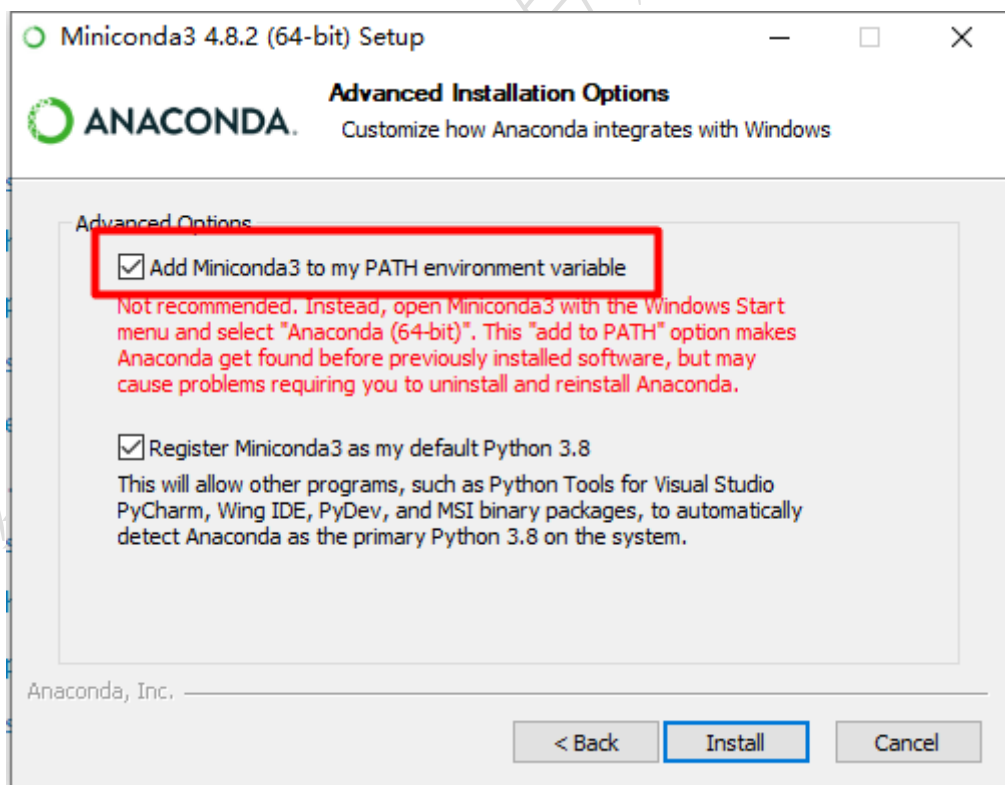 Miniconda3 4.8.2 (64-bit) Setup
ANACONDA.
Advanced Installation Options
Customize how Anaconda integrates with Windows
Advanced Options
Add Miniconda3 to my PATH environment variable
Not recommended. Instead, open Miniconda3 with the Windows Start
menu and select "Anaconda (64-bit)". This "add to PATH" option makes
Anaconda get found before previously installed software, but may
cause problems requiring you to uninstall and reinstall Anaconda.
Register Miniconda3 as my default Python 3.8
This will allow other programs, such as Python Tools for Visual Studio
PyCharm, Wing IDE, PyDev, and MSI binary packages, to automatically
detect Anaconda as the primary Python 3.8 on the system.
Anaconda, Inc.
< Back
Install
Cancel